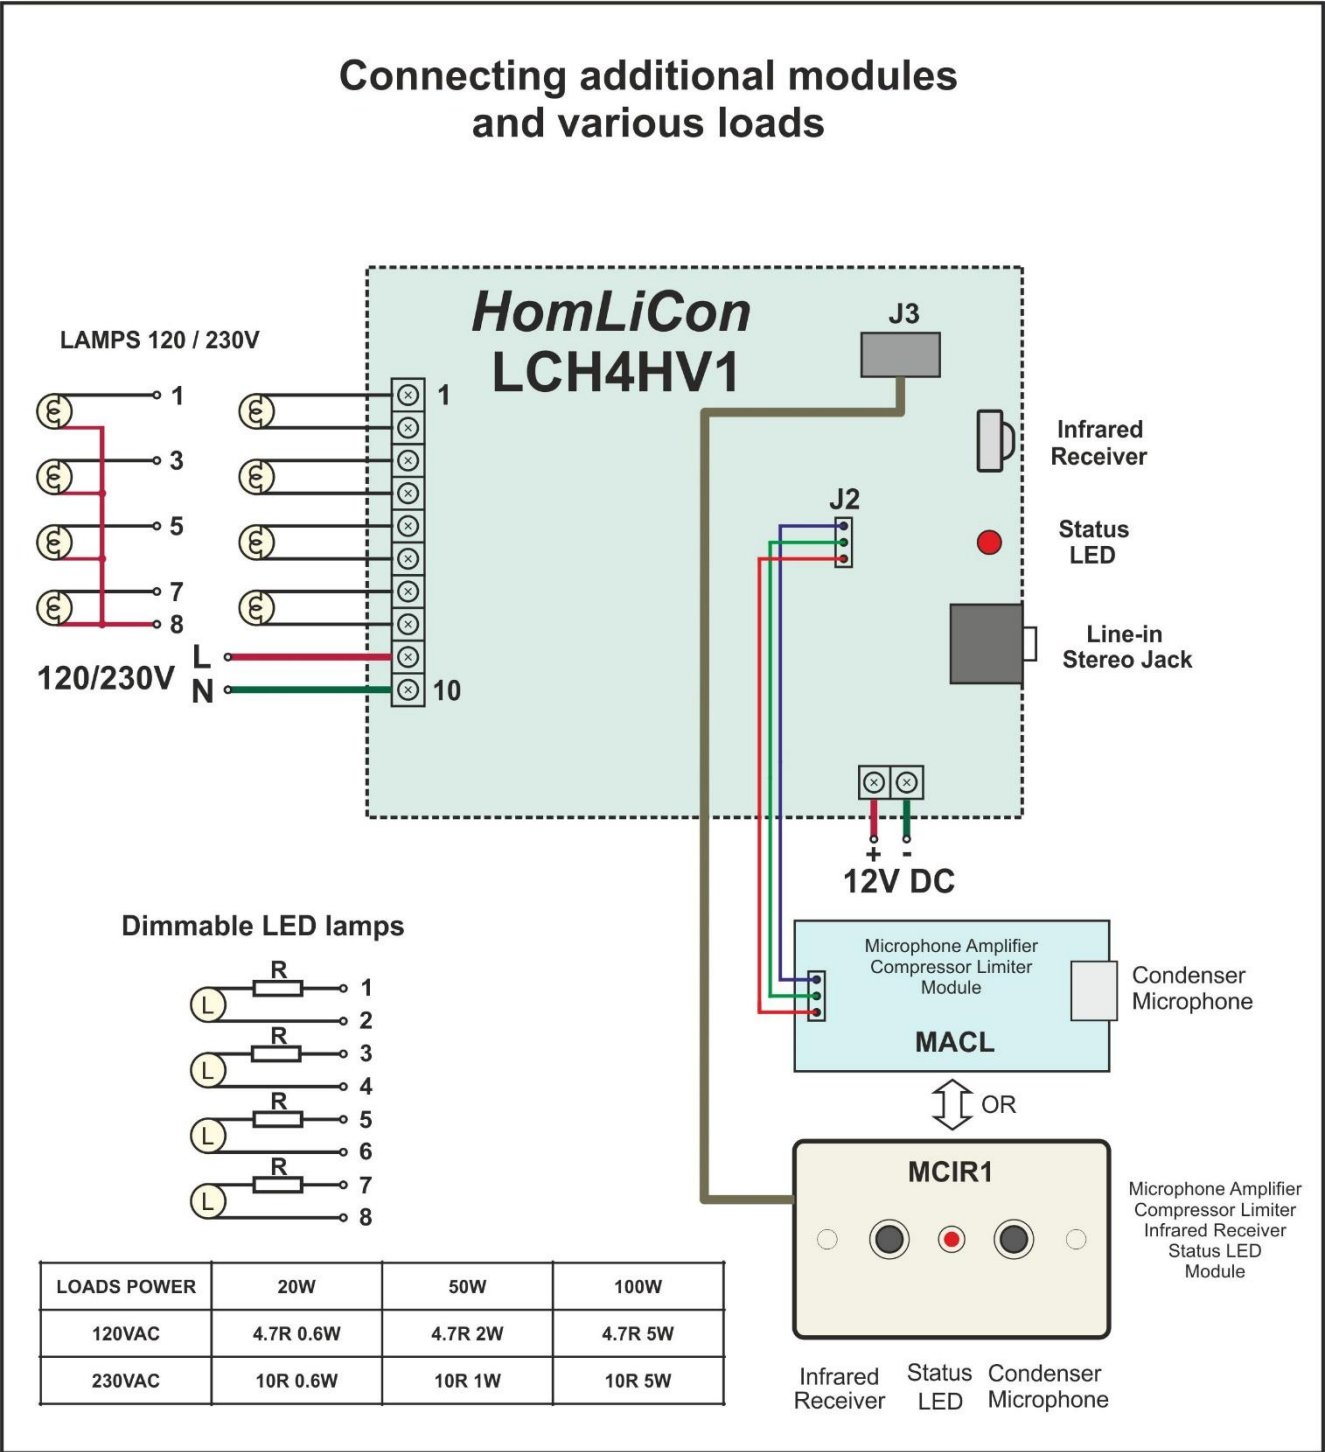 Connecting additional modules
and various loads
HomLiCon
LCH4HV1
J3
LAMPS 120 / 230V
1
3
5
7
8
1
10
L
N
120/230V
J2
Infrared
Receiver
Status
LED
Line-in
Stereo Jack
+ -
12V DC
Dimmable LED lamps
R
L
1
2
R
L
3
4
R
L
5
6
R
L
7
8
Microphone Amplifier
Compressor Limiter
Module
MACL
Condenser
Microphone
OR
MCIR1
Microphone Amplifier
Compressor Limiter
Infrared Receiver
Status LED
Module
Infrared
Receiver
Status
LED
Condenser
Microphone
LOADS POWER 20W 50W 100W
120VAC 4.7R 0.6W 4.7R 2W 4.7R 5W
230VAC 10R 0.6W 10R 1W 10R 5W